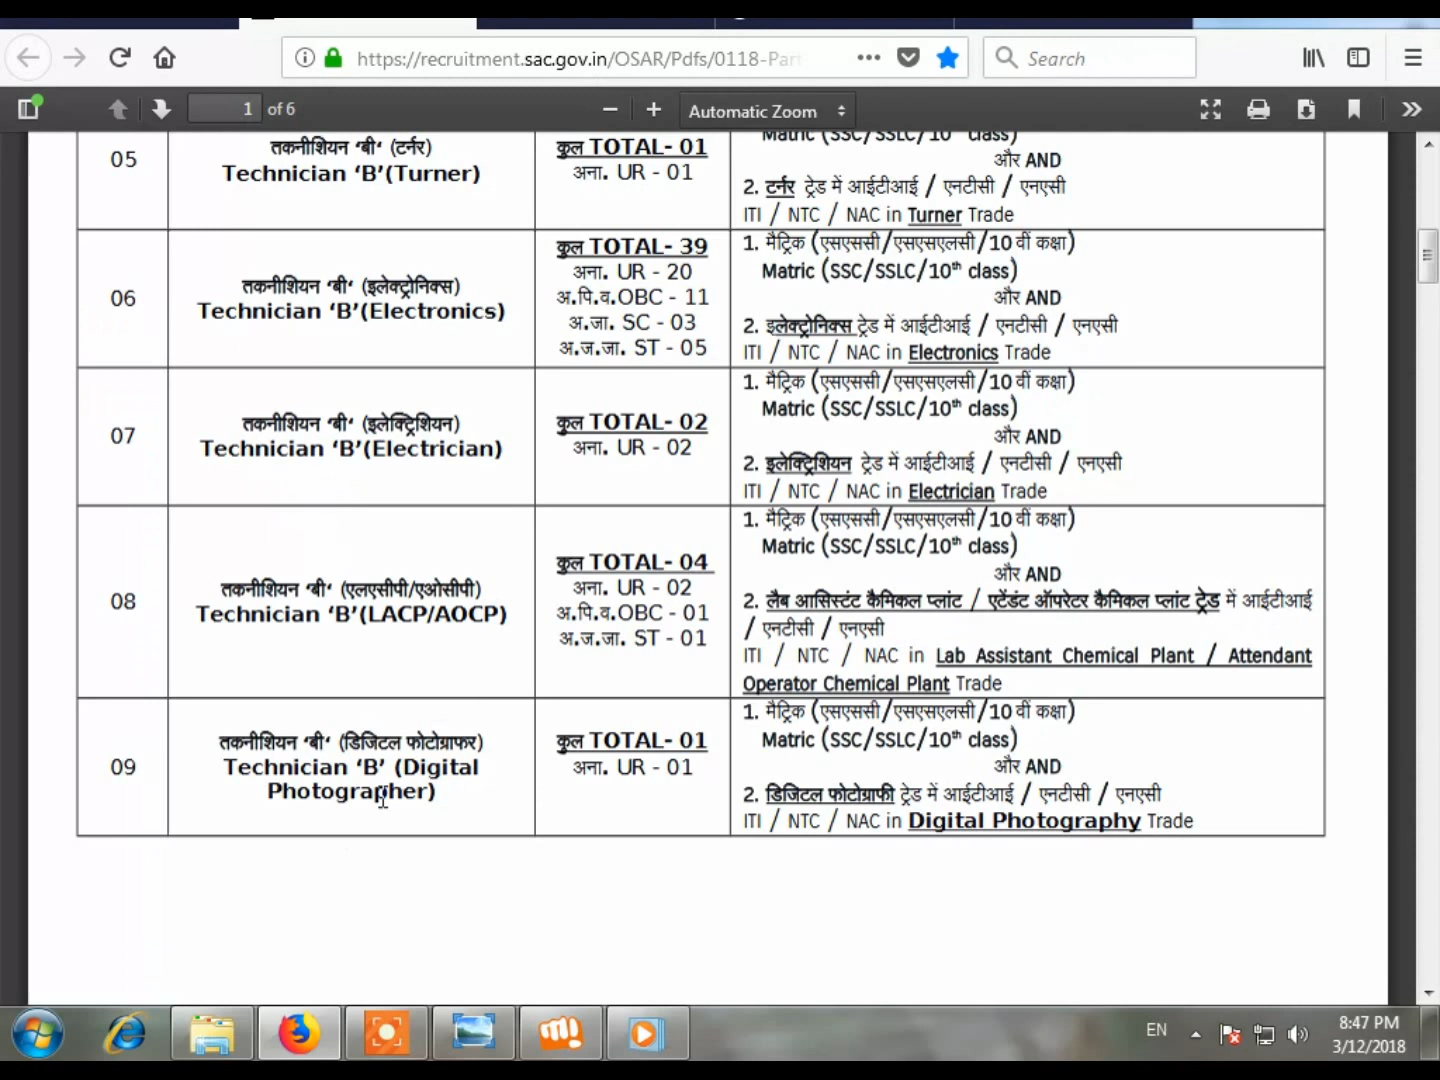 https://recruitment.sac.gov.in/OSAR/Pdfs/0118-Part
Search
1 of 6
Automatic Zoom
05
तकनीशियन ‘बी’ (टर्नर)
Technician ‘B’(Turner)
कुल TOTAL- 01
अना. UR - 01
Matric (SSC/SSLC/10th class)
और AND
2. टर्नर ट्रेड में आईटीआई / एनटीसी / एनएसी
ITI / NTC / NAC in Turner Trade
06
तकनीशियन ‘बी‘ (इलेक्ट्रोनिक्स)
Technician ‘B’(Electronics)
कुल TOTAL- 39
अना. UR - 20
अ.पि.व.OBC - 11
अ.जा. SC - 03
अ.ज.जा. ST - 05
1. मैट्रिक (एसएससी/एसएसएलसी/10 वीं कक्षा)
Matric (SSC/SSLC/10th class)
और AND
2. इलेक्ट्रोनिक्स ट्रेड में आईटीआई / एनटीसी / एनएसी
ITI / NTC / NAC in Electronics Trade
07
तकनीशियन ‘बी‘ (इलेक्ट्रिशियन)
Technician ‘B’(Electrician)
कुल TOTAL- 02
अना. UR - 02
1. मैट्रिक (एसएससी/एसएसएलसी/10 वीं कक्षा)
Matric (SSC/SSLC/10th class)
और AND
2. इलेक्ट्रिशियन ट्रेड में आईटीआई / एनटीसी / एनएसी
ITI / NTC / NAC in Electrician Trade
08
तकनीशियन ‘बी‘ (एलएसीपी/एओसीपी)
Technician ‘B’(LACP/AOCP)
कुल TOTAL- 04
अना. UR - 02
अ.पि.व.OBC - 01
अ.ज.जा. ST - 01
1. मैट्रिक (एसएससी/एसएसएलसी/10 वीं कक्षा)
Matric (SSC/SSLC/10th class)
और AND
2. लैब आसिस्टंट कैमिकल प्लांट / एटेंडंट ऑपरेटर कैमिकल प्लांट ट्रेड में आईटीआई
/ एनटीसी / एनएसी
ITI / NTC / NAC in Lab Assistant Chemical Plant / Attendant
Operator Chemical Plant Trade
09
तकनीशियन ‘बी‘ (डिजिटल फोटोग्राफर)
Technician ‘B’ (Digital
Photographer)
कुल TOTAL- 01
अना. UR - 01
1. मैट्रिक (एसएससी/एसएसएलसी/10 वीं कक्षा)
Matric (SSC/SSLC/10th class)
और AND
2. डिजिटल फोटोग्राफी ट्रेड में आईटीआई / एनटीसी / एनएसी
ITI / NTC / NAC in Digital Photography Trade
EN
8:47 PM
3/12/2018